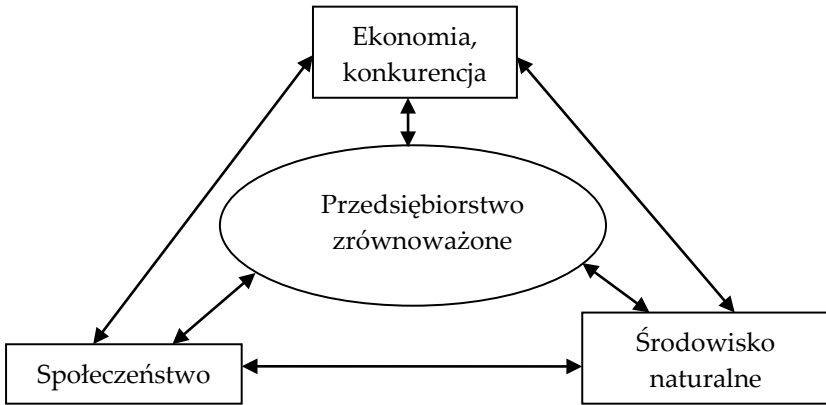 Ekonomia,
konkurencja
Przedsiębiorstwo
zrównoważone
Społeczeństwo
Środowisko
naturalne